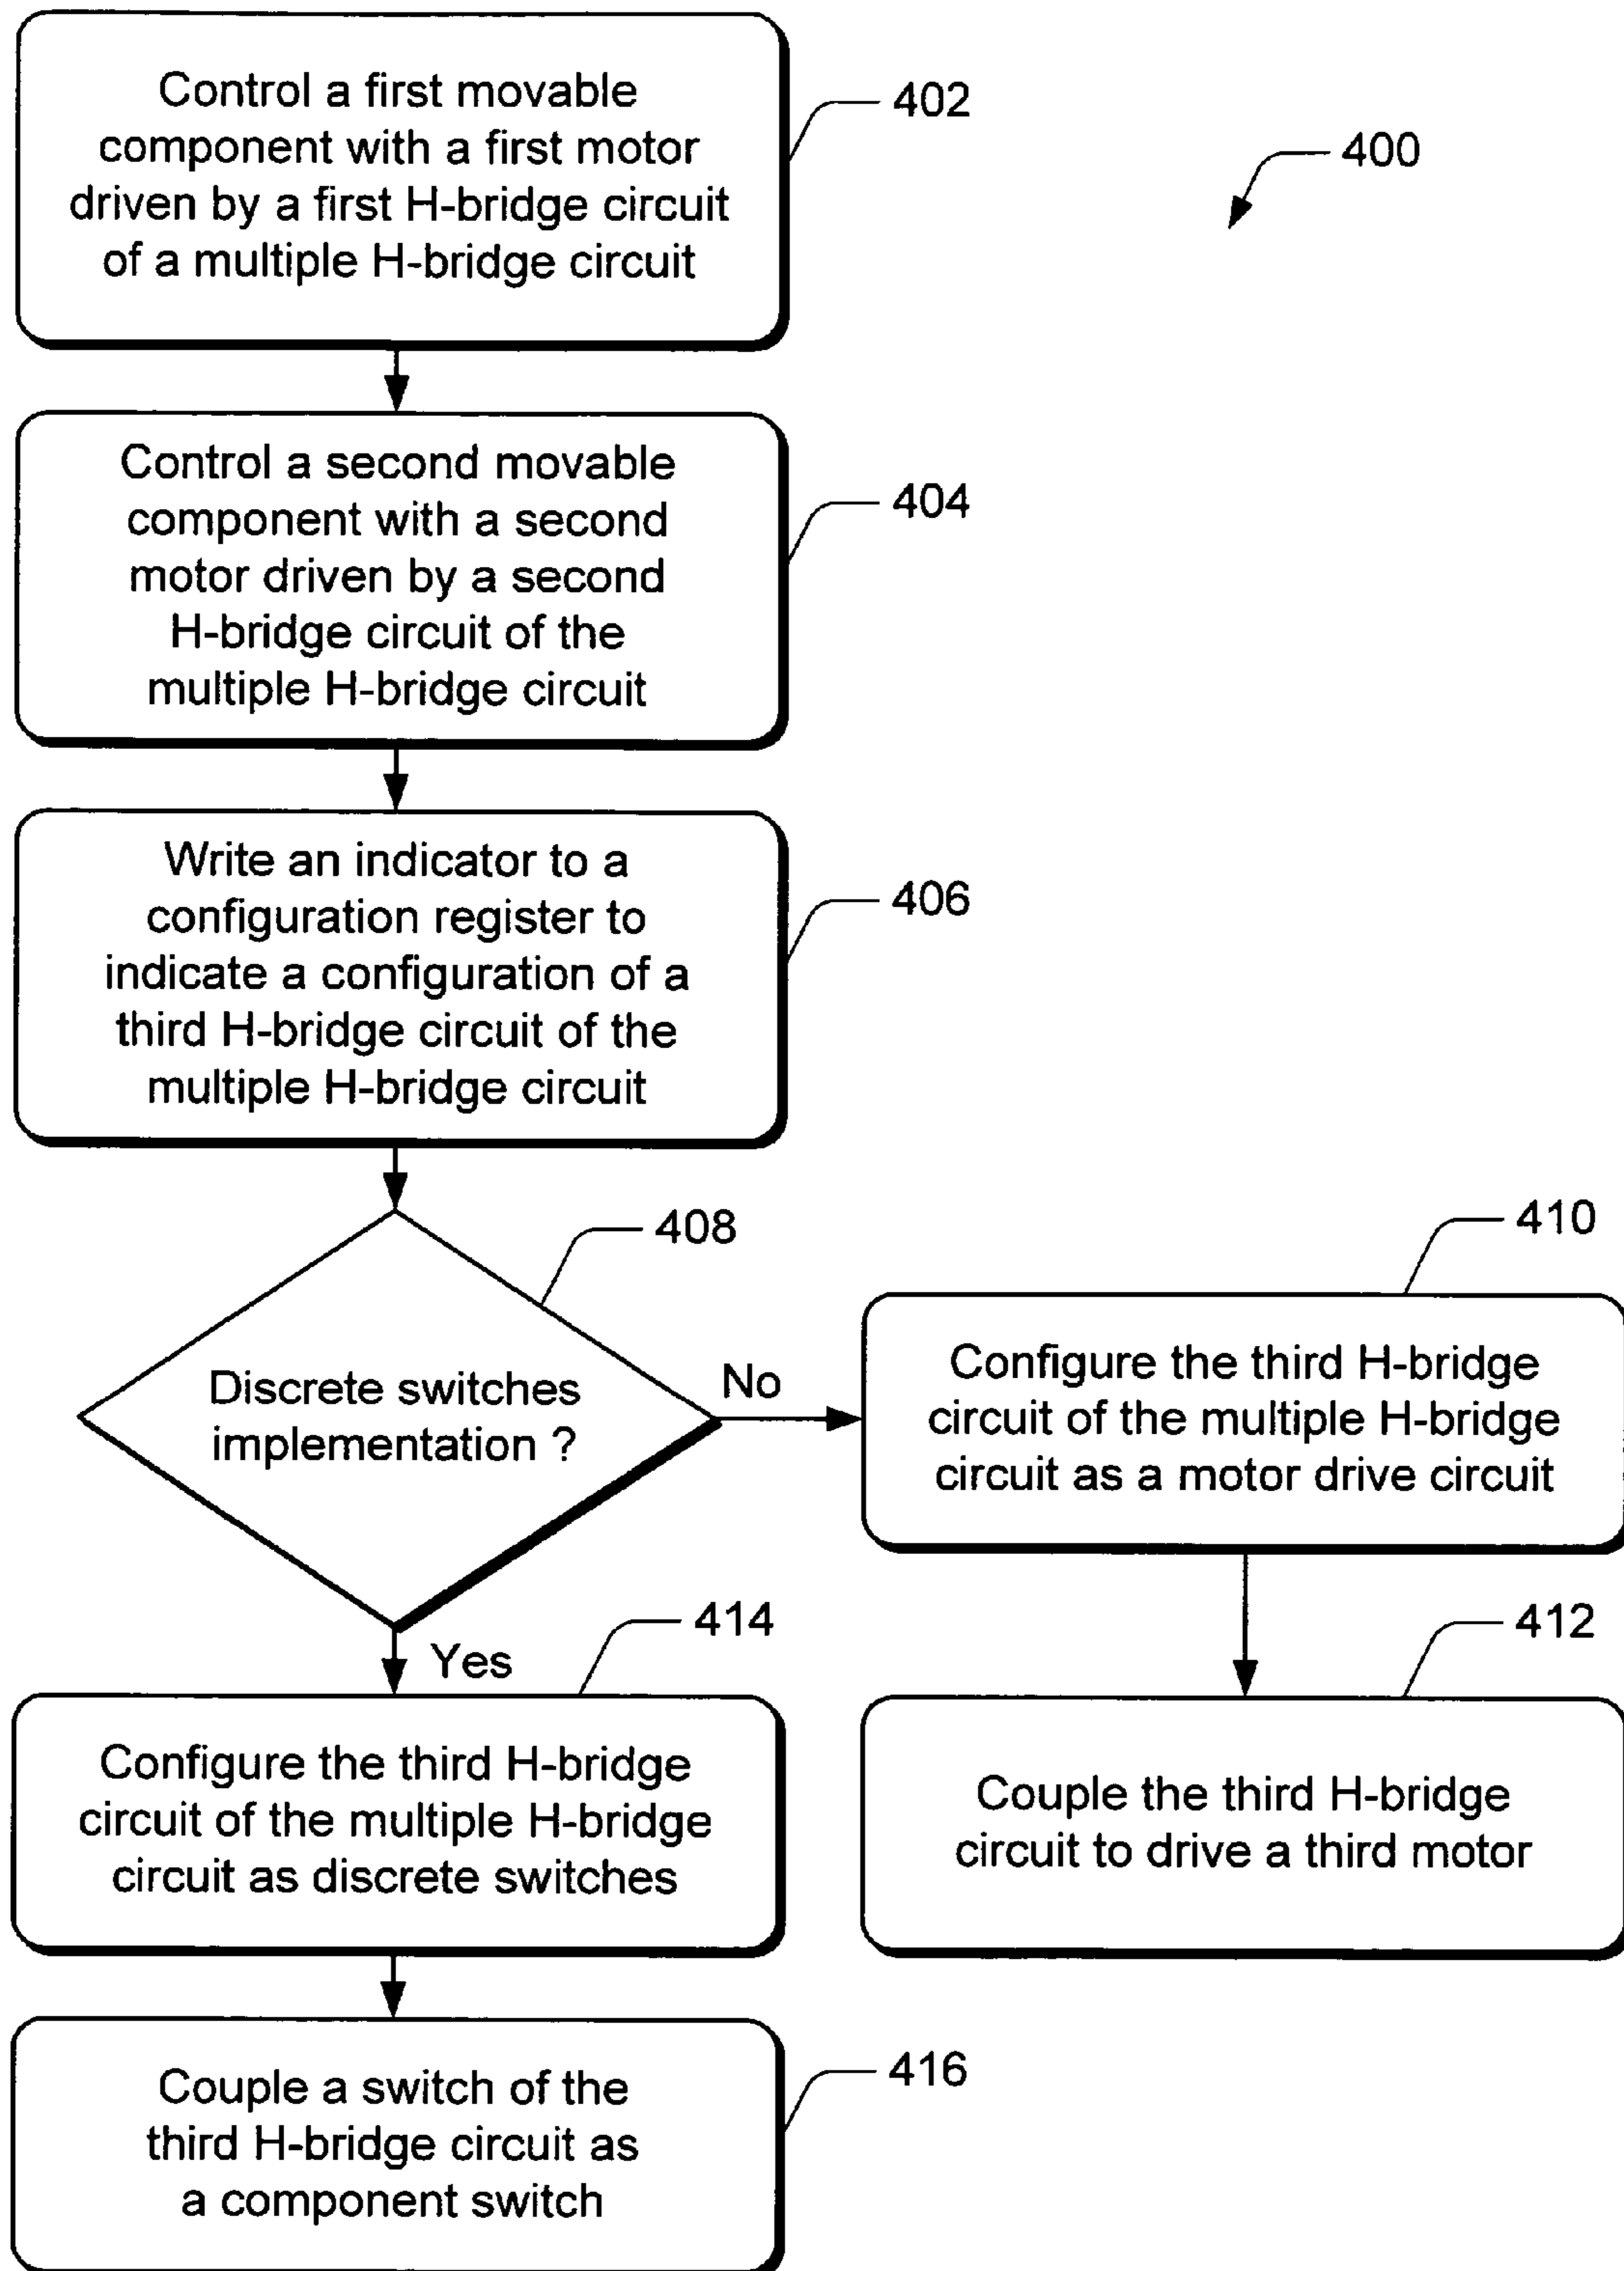 Control a first movable
component with a first motor
driven by a first H-bridge circuit
of a multiple H-bridge circuit
402
400
Control a second movable
component with a second
motor driven by a second
H-bridge circuit of the
multiple H-bridge circuit
404
Write an indicator to a
configuration register to
indicate a configuration of a
third H-bridge circuit of the
multiple H-bridge circuit
406
408
Discrete switches
implementation ?
No
Yes
410
Configure the third H-bridge
circuit of the multiple H-bridge
circuit as a motor drive circuit
412
Couple the third H-bridge
circuit to drive a third motor
414
Configure the third H-bridge
circuit of the multiple H-bridge
circuit as discrete switches
Couple a switch of the
third H-bridge circuit as
a component switch
416